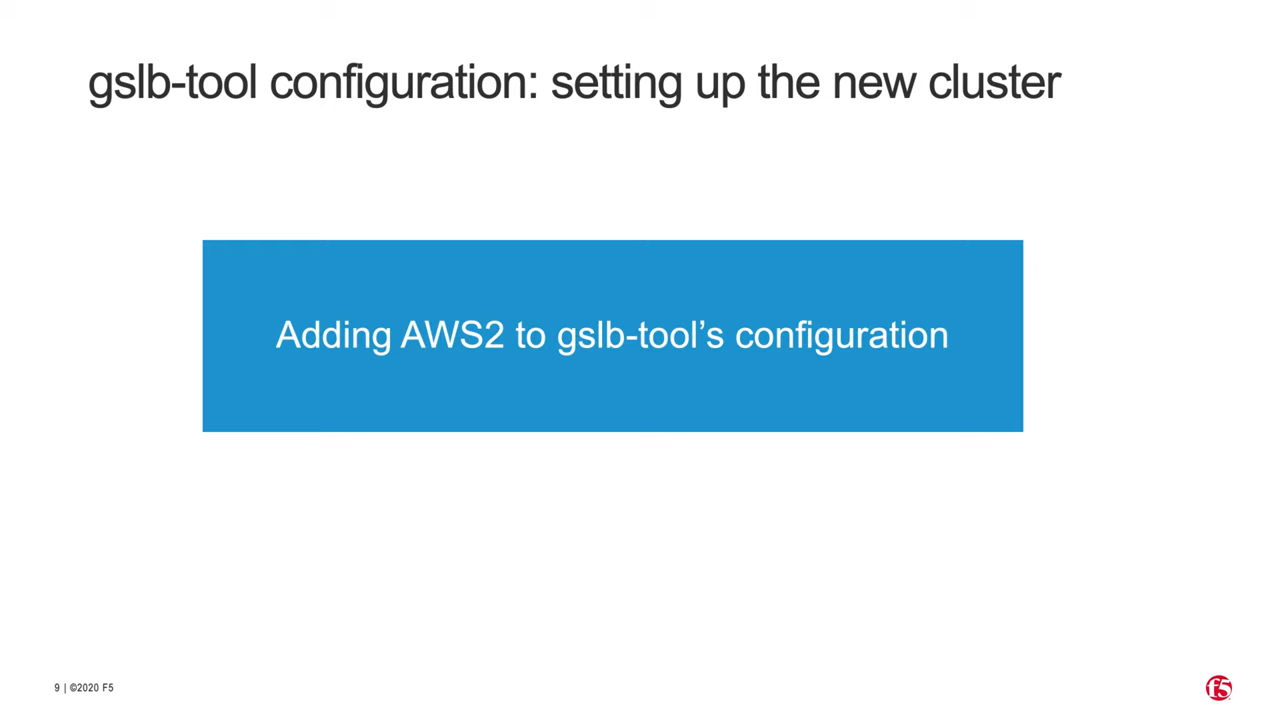 gslb-tool configuration: setting up the new cluster
Adding AWS2 to gslb-tool’s configuration
9 | ©2020 F5
f5